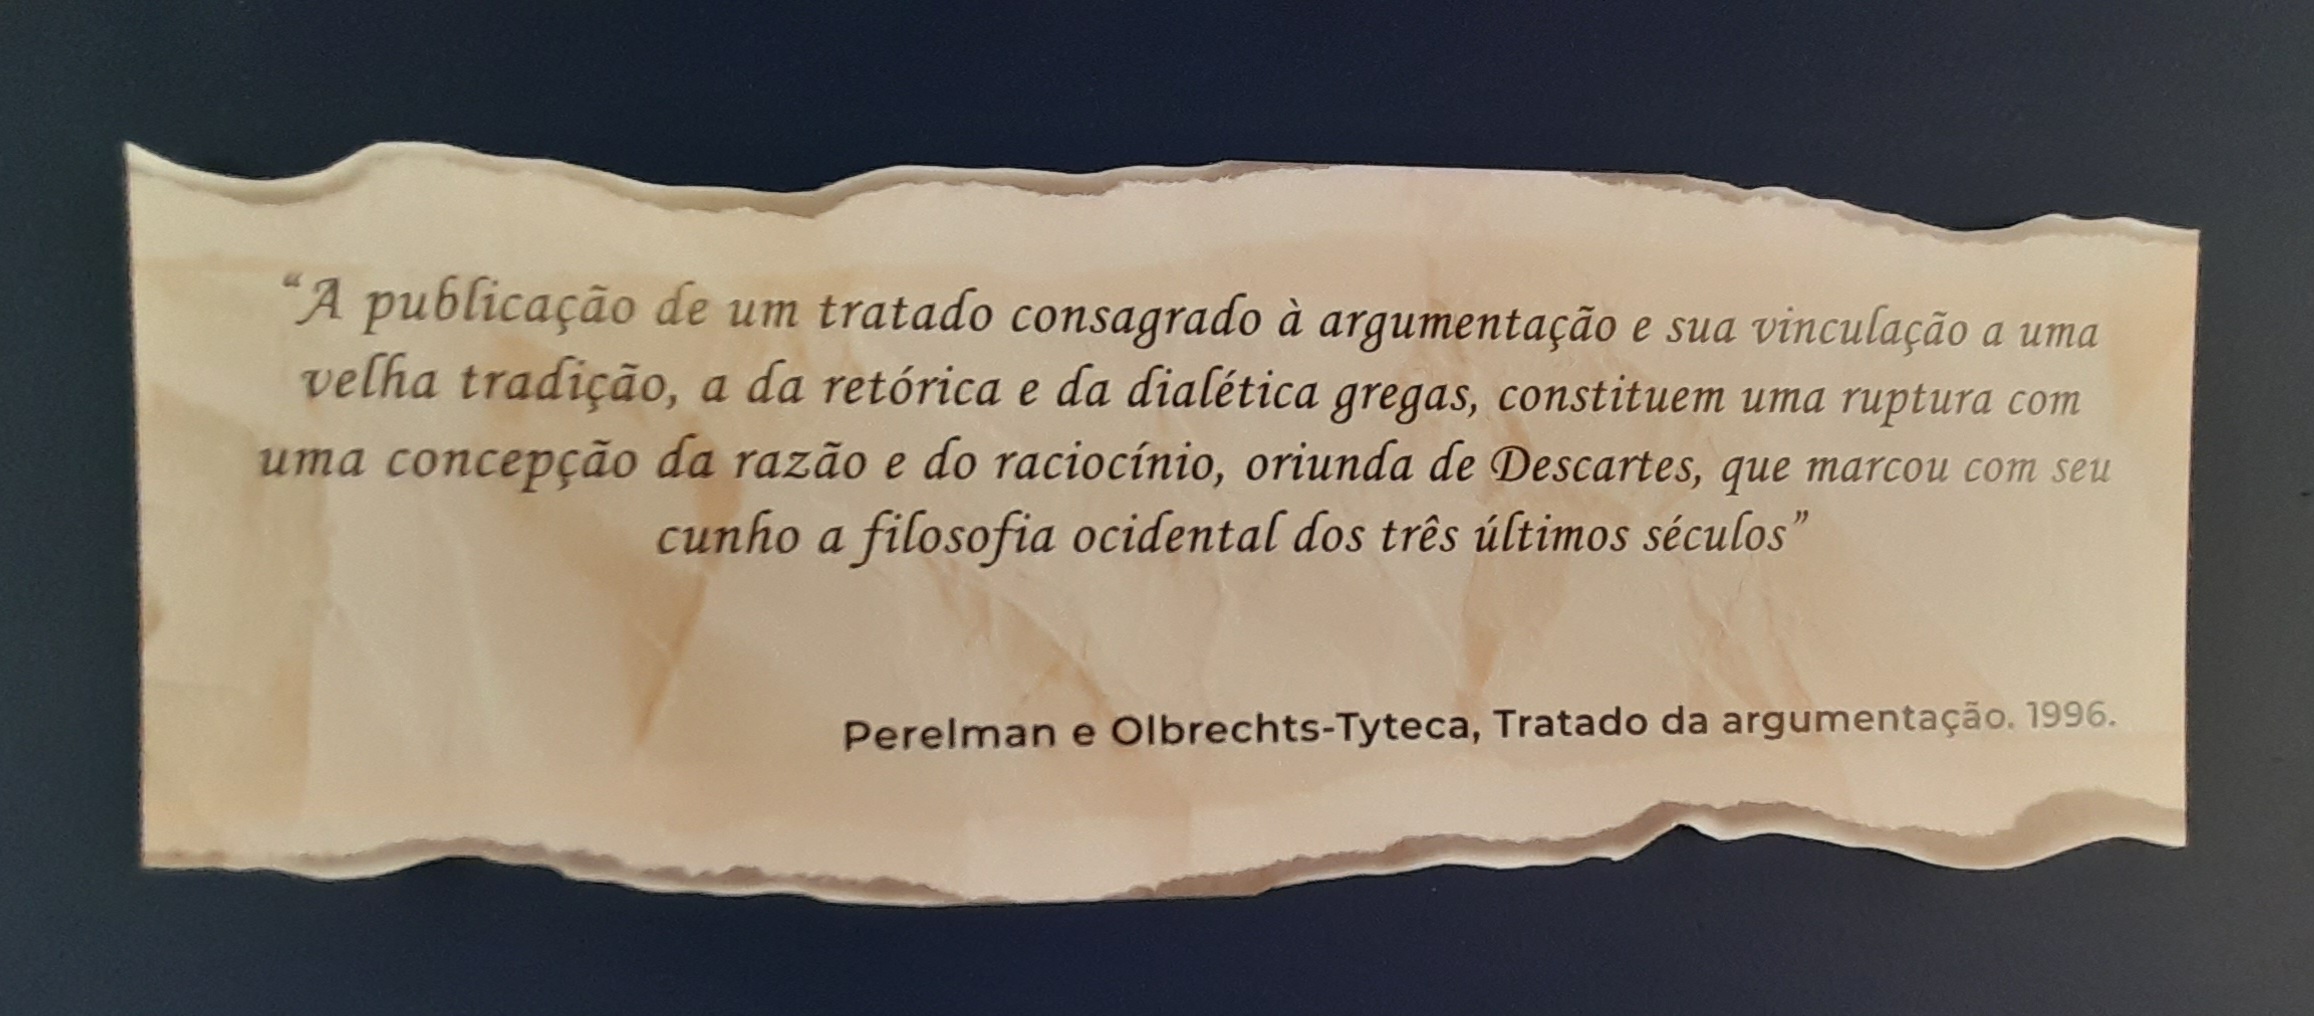 “A publicação de um tratado consagrado à argumentação e sua vinculação a uma
velha tradição, a da retórica e da dialética gregas, constituem uma ruptura com
uma concepção da razão e do raciocínio, oriunda de Descartes, que marcou com seu
cunho a filosofia ocidental dos três últimos séculos”
Perelman e Olbrechts-Tyteca, Tratado da argumentação. 1996.